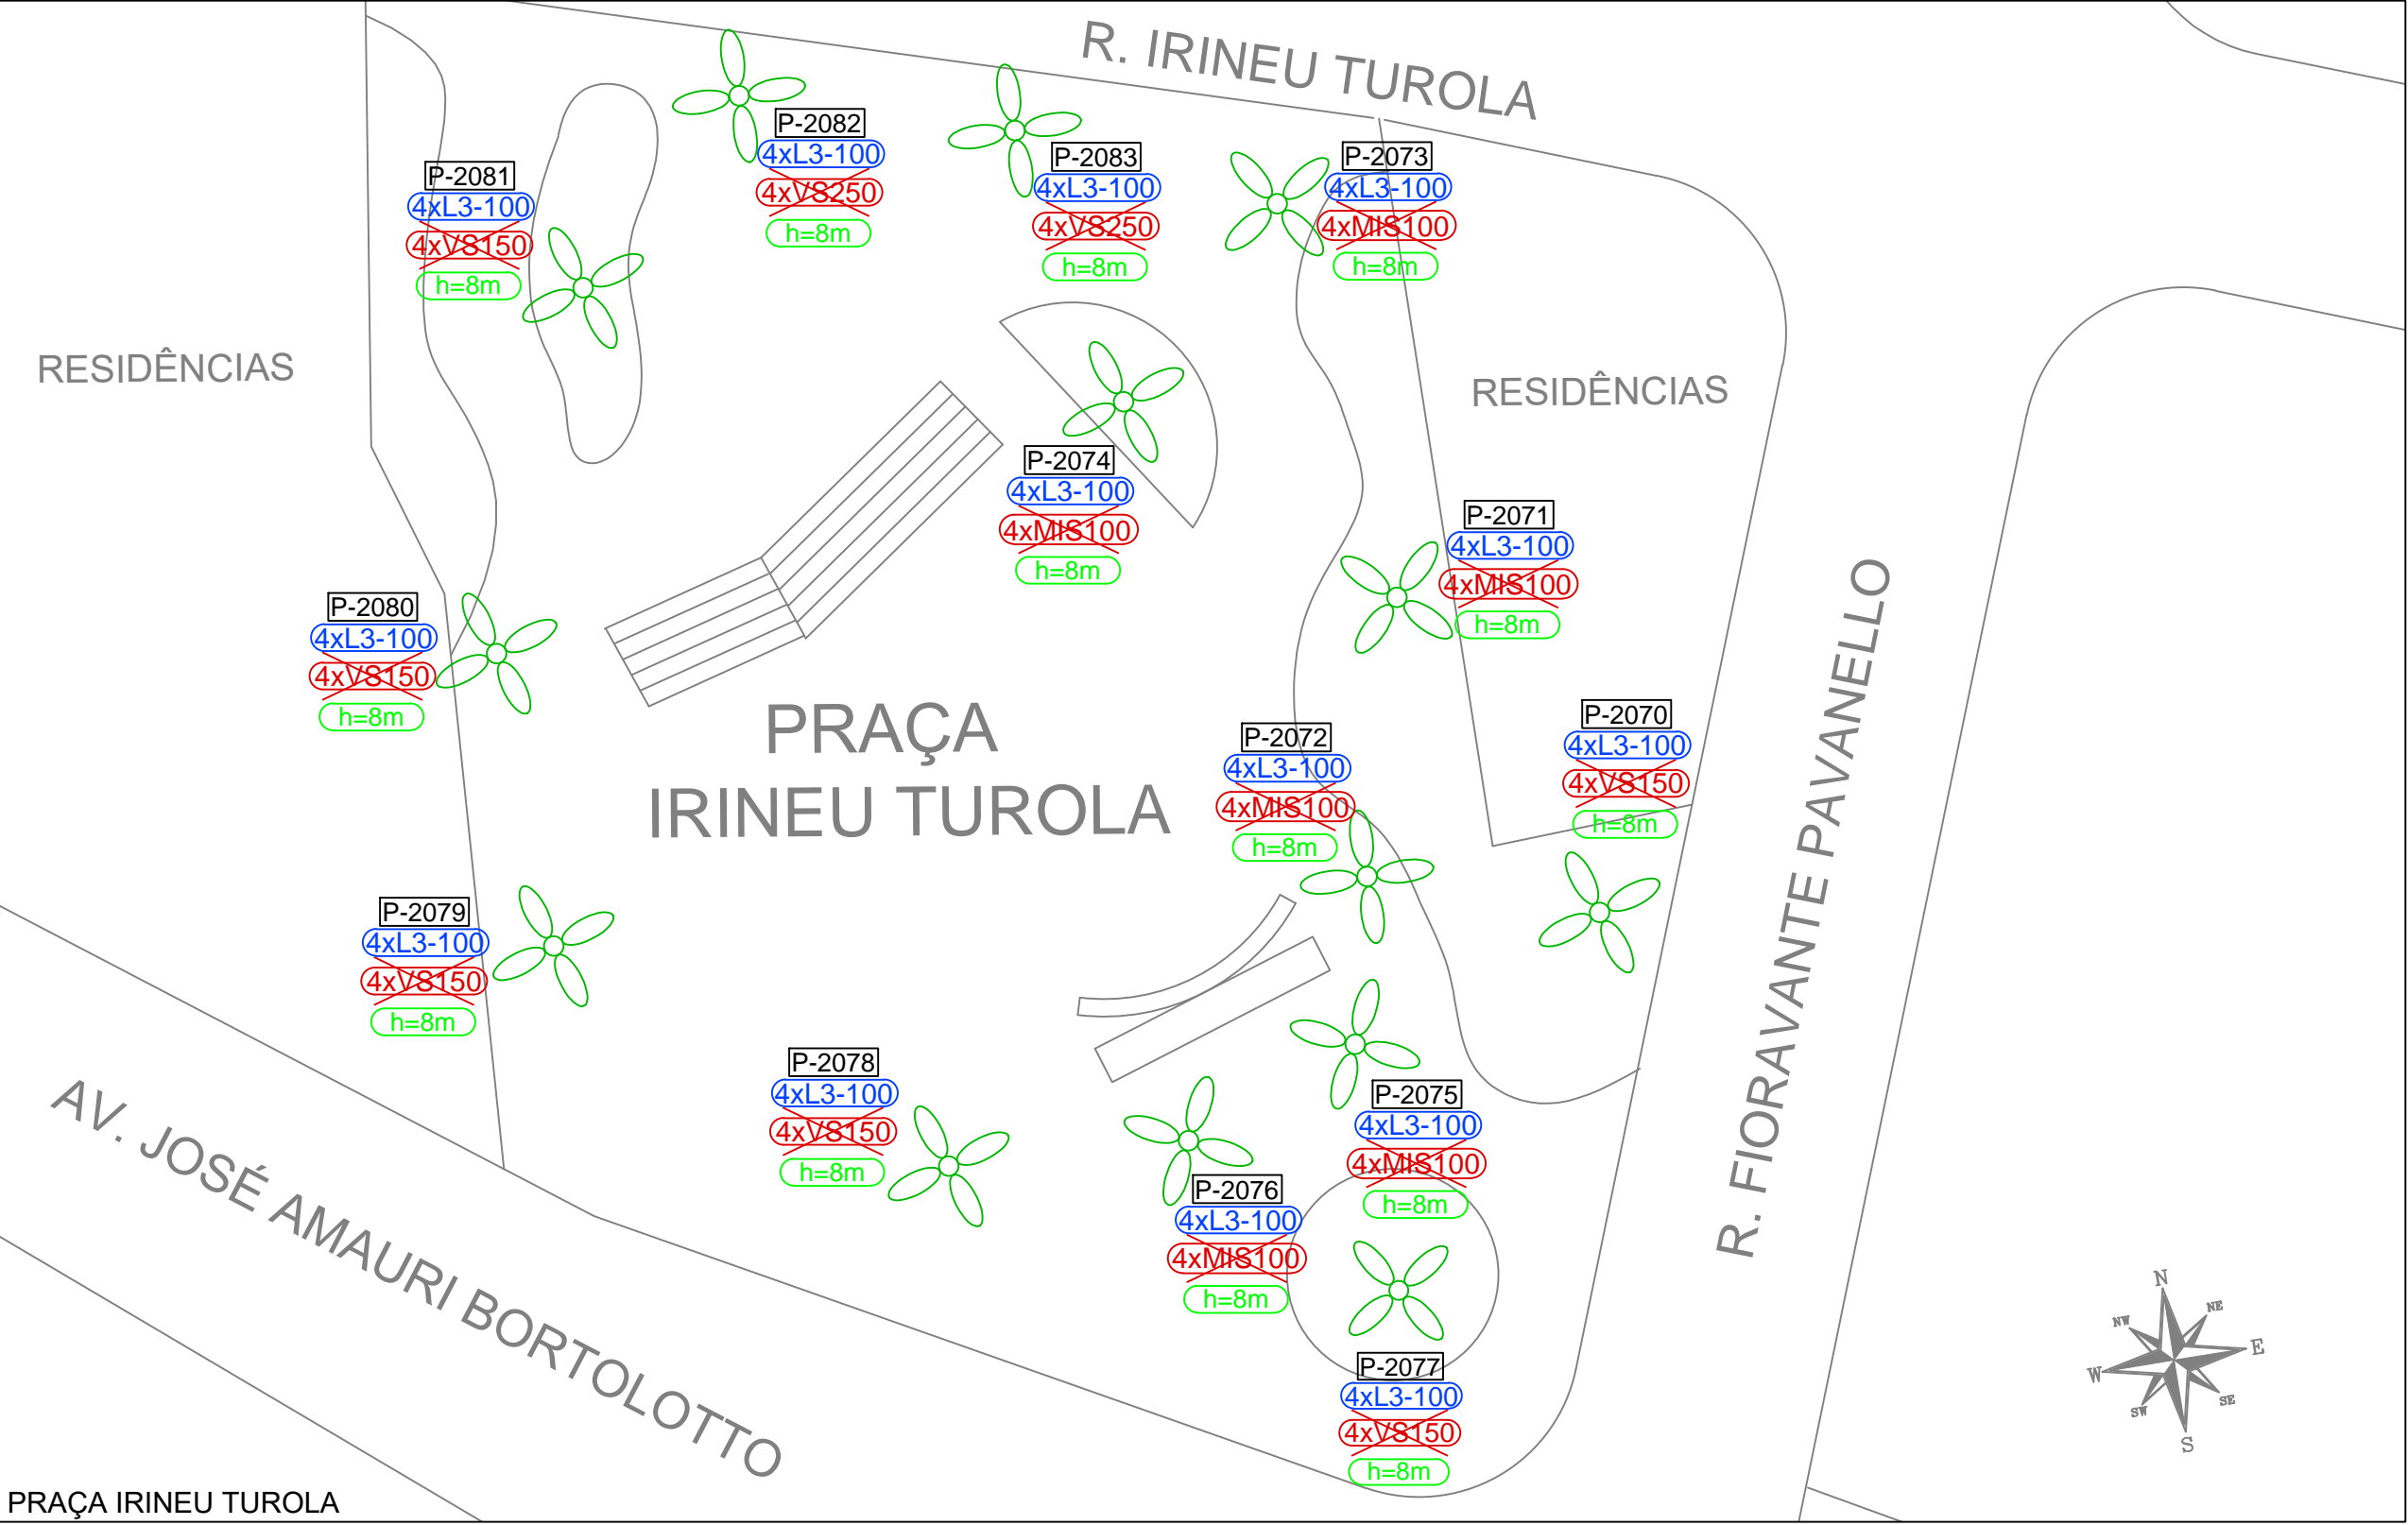 R. IRINEU TUROLA
P-2082
4xL3-100
4xVS250
h=8m
P-2083
4xL3-100
4xVS250
h=8m
P-2073
4xL3-100
4xMIS100
h=8m
P-2081
4xL3-100
4xVS150
h=8m
RESIDÊNCIAS
RESIDÊNCIAS
P-2074
4xL3-100
4xMIS100
h=8m
P-2071
4xL3-100
4xMIS100
h=8m
P-2080
4xL3-100
4xVS150
h=8m
PRAÇA
IRINEU TUROLA
P-2072
4xL3-100
4xMIS100
h=8m
P-2070
4xL3-100
4xVS150
h=8m
R. FIORAVANTE PAVANELLO
P-2079
4xL3-100
4xVS150
h=8m
P-2078
4xL3-100
4xVS150
h=8m
P-2075
4xL3-100
4xMIS100
h=8m
P-2076
4xL3-100
4xMIS100
h=8m
P-2077
4xL3-100
4xVS150
h=8m
AV. JOSÉ AMAURI BORTOLOTTO
N
NE
NW
E
W
SE
SW
S
PRAÇA IRINEU TUROLA